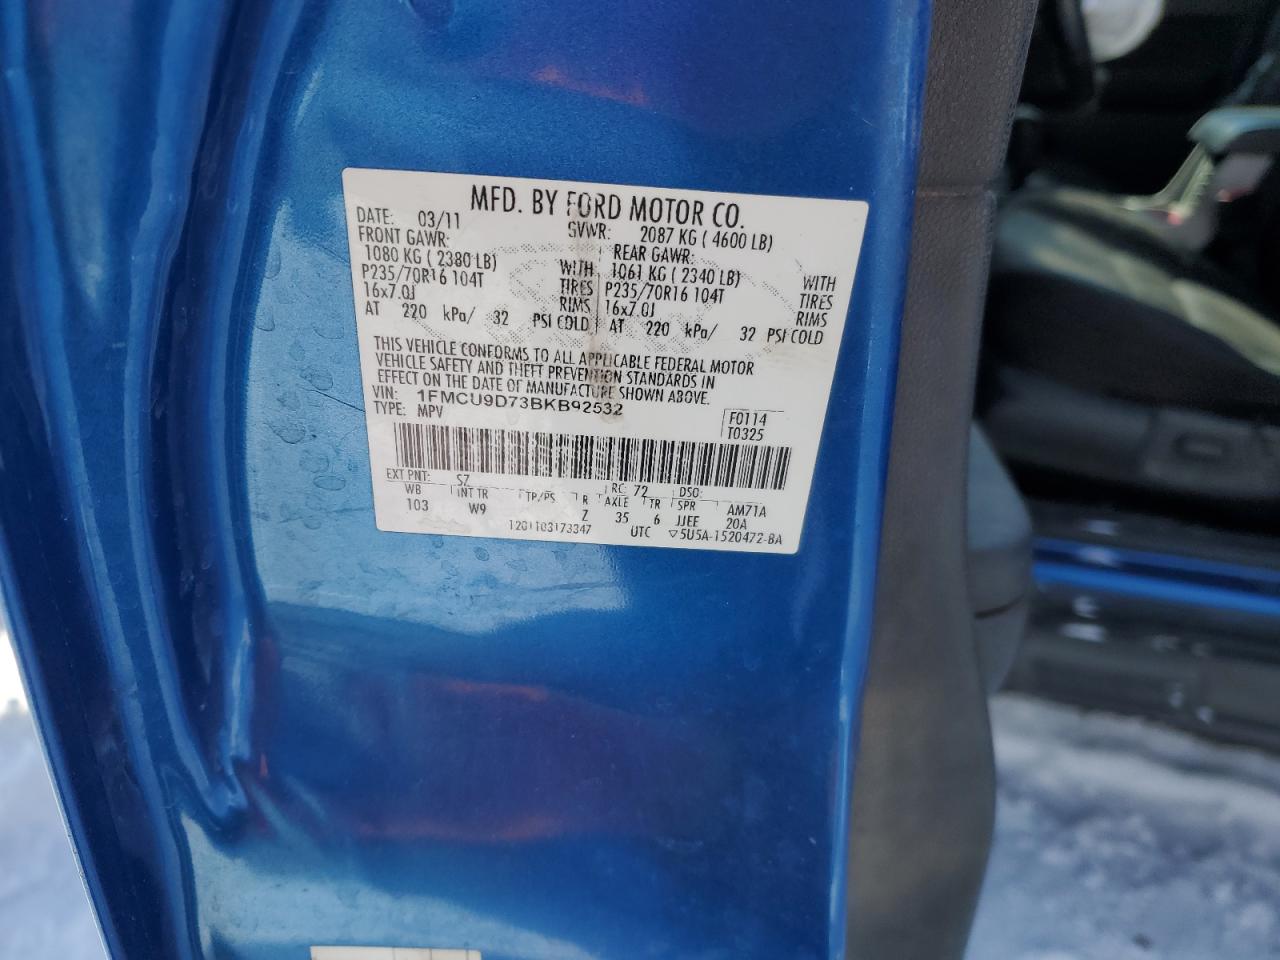 MFD. BY FORD MOTOR CO.
DATE: 03/11 GVWR: 2087 KG ( 4600 LB)
FRONT GAWR: REAR GAWR:
1080 KG ( 2380 LB) WITH 1061 KG ( 2340 LB) WITH
P235/70R16 104T TIRES P235/70R16 104T TIRES
16x7.0J RIMS 16x7.0J RIMS
AT 220 kPa/ 32 PSI COLD AT 220 kPa/ 32 PSI COLD
THIS VEHICLE CONFORMS TO ALL APPLICABLE FEDERAL MOTOR
VEHICLE SAFETY AND THEFT PREVENTION STANDARDS IN
EFFECT ON THE DATE OF MANUFACTURE SHOWN ABOVE.
VIN: 1FMCU9D73BKB92532 F0114
TYPE: MPV T0325
EXT PNT: SZ RC: 72 DSO:
WB INT TR TP/PS R AXLE TR SPR AM71A
103 W9 Z 35 6 JJEE 20A
1201103173347 UTC ▽5U5A-1520472-BA